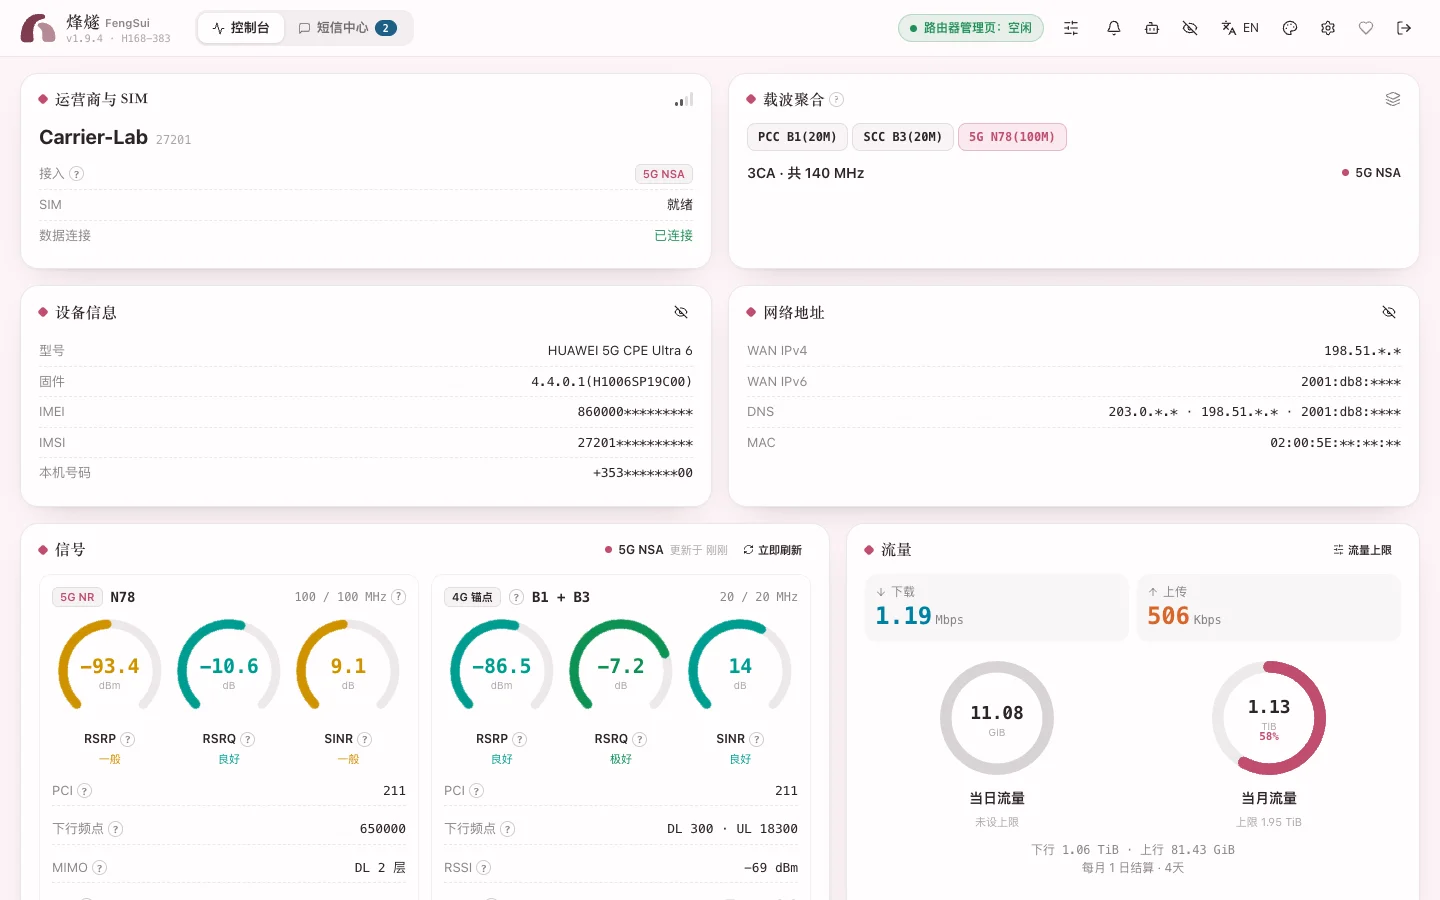 烽燧 FengSui
v1.9.4 · H168-383
控制台
短信中心 2
路由器管理页：空闲
EN
运营商与 SIM
Carrier-Lab 27201
接入 ?
5G NSA
SIM
就绪
数据连接
已连接
载波聚合 ?
PCC B1(20M) SCC B3(20M) 5G N78(100M)
3CA · 共 140 MHz
5G NSA
设备信息
型号
HUAWEI 5G CPE Ultra 6
固件
4.4.0.1(H1006SP19C00)
IMEI
860000*********
IMSI
27201**********
本机号码
+353*******00
网络地址
WAN IPv4
198.51.*.*
WAN IPv6
2001:db8:****
DNS
203.0.*.* · 198.51.*.* · 2001:db8:****
MAC
02:00:5E:**:**:**
信号
5G NSA 更新于 刚刚 立即刷新
5G NR N78 100 / 100 MHz ?
-93.4 dBm
-10.6 dB
9.1 dB
RSRP ? RSRQ ? SINR ?
一般 良好 一般
PCI ? 211
下行频点 ? 650000
MIMO ? DL 2 层
4G 锚点 ? B1 + B3 20 / 20 MHz
-86.5 dBm
-7.2 dB
14 dB
RSRP ? RSRQ ? SINR ?
良好 极好 良好
PCI ? 211
下行频点 ? DL 300 · UL 18300
RSSI ? -69 dBm
流量
流量上限
↓ 下载
1.19 Mbps
↑ 上传
506 Kbps
11.08
GiB
当日流量
未设上限
1.13
TiB
58%
当月流量
上限 1.95 TiB
下行 1.06 TiB · 上行 81.43 GiB
每月 1 日结算 · 4天